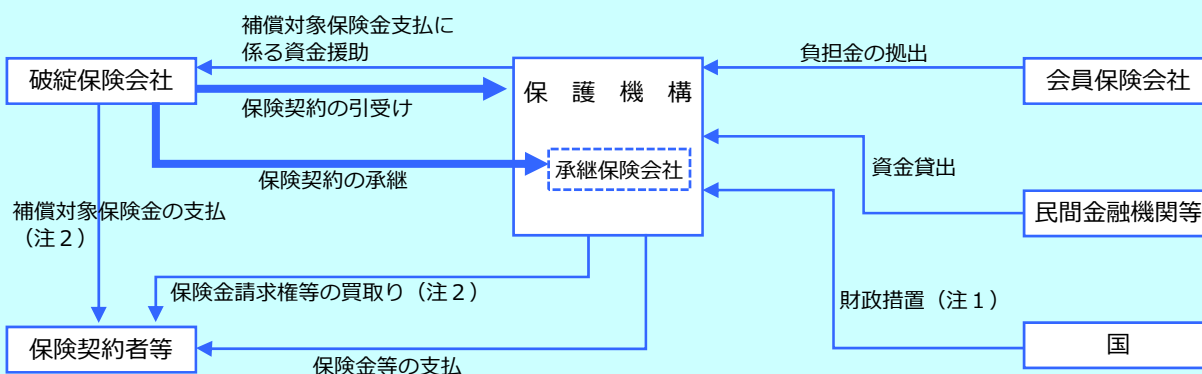 補償対象保険金支払に
係る資金援助
負担金の拠出
破綻保険会社
保護機構
会員保険会社
保険契約の引受け
承継保険会社
資金貸出
保険契約の承継
補償対象保険金の支払
（注２）
民間金融機関等
保険金請求権等の買取り（注２）
財政措置（注１）
保険契約者等
国
保険金等の支払